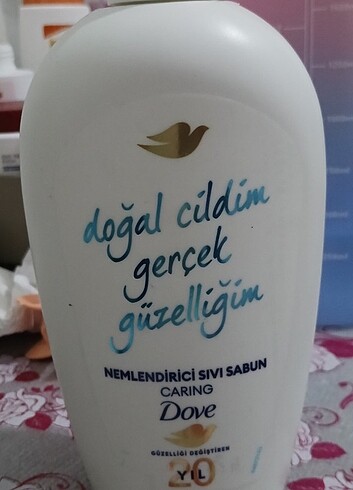 doğal cildim
gerçek
güzelliğim
NEMLENDİRİCİ SIVI SABUN
CARING
Dove
GÜZELLİĞİ DEĞİŞTİREN
20
YIL